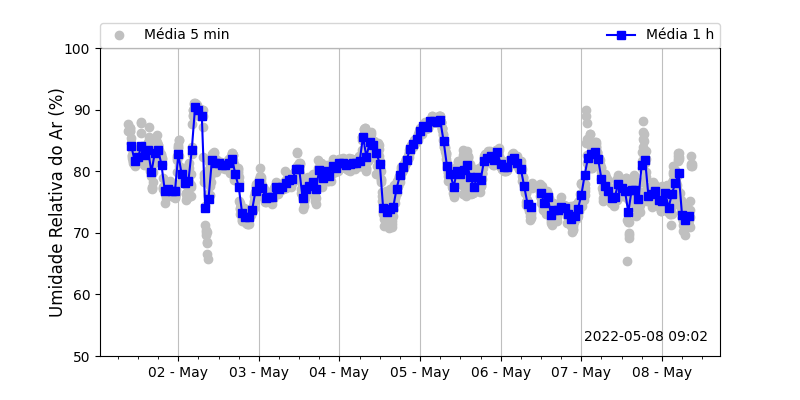 Média 5 min
Média 1 h
Umidade Relativa do Ar (%)
100
90
80
70
60
50
2022-05-08 09:02
02 - May
03 - May
04 - May
05 - May
06 - May
07 - May
08 - May